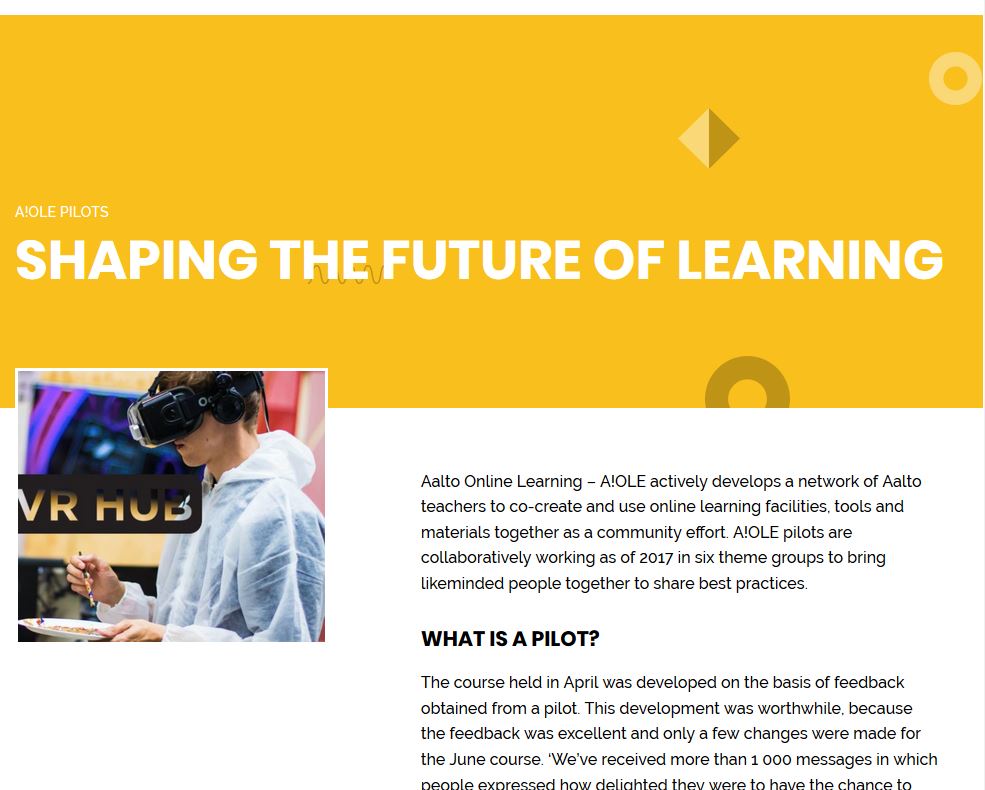 A!OLE PILOTS
SHAPING THE FUTURE OF LEARNING
VR HUB
Aalto Online Learning – A!OLE actively develops a network of Aalto
teachers to co-create and use online learning facilities, tools and
materials together as a community effort. A!OLE pilots are
collaboratively working as of 2017 in six theme groups to bring
likeminded people together to share best practices.
WHAT IS A PILOT?
The course held in April was developed on the basis of feedback
obtained from a pilot. This development was worthwhile, because
the feedback was excellent and only a few changes were made for
the June course. ‘We’ve received more than 1 000 messages in which
people expressed how delighted they were to have the chance to